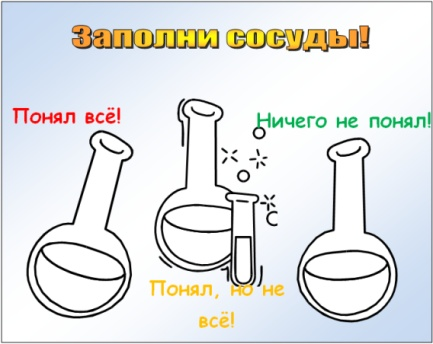 Заполни сосуды!
Понял всё!
Ничего не понял!
Понял, но не
всё!